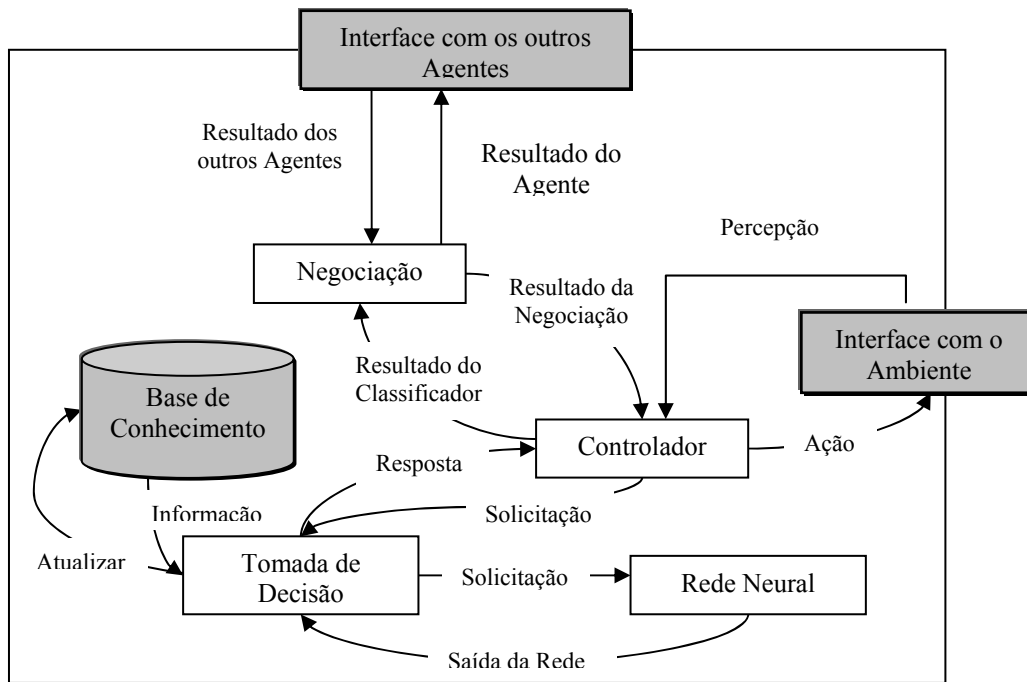 Interface com os outros
Agentes
Resultado dos
outros Agentes
Resultado do
Agente
Percepção
Negociação
Resultado da
Negociação
Interface com o
Ambiente
Resultado do
Classificador
Base de
Conhecimento
Controlador
Ação
Resposta
Informação
Solicitação
Atualizar
Tomada de
Decisão
Solicitação
Rede Neural
Saída da Rede